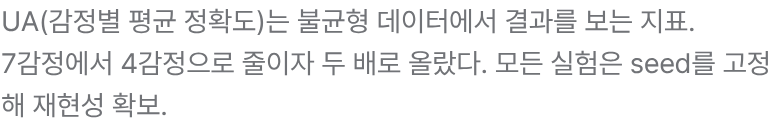 UA(감정별 평균 정확도)는 불균형 데이터에서 결과를 보는 지표.
7감정에서 4감정으로 줄이자 두 배로 올랐다. 모든 실험은 seed를 고정
해 재현성 확보.